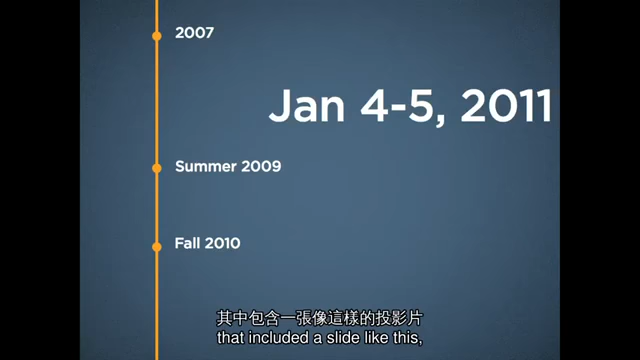 2007
Jan 4-5, 2011
Summer 2009
Fall 2010
其中包含一張像這樣的投影片
that included a slide like this,